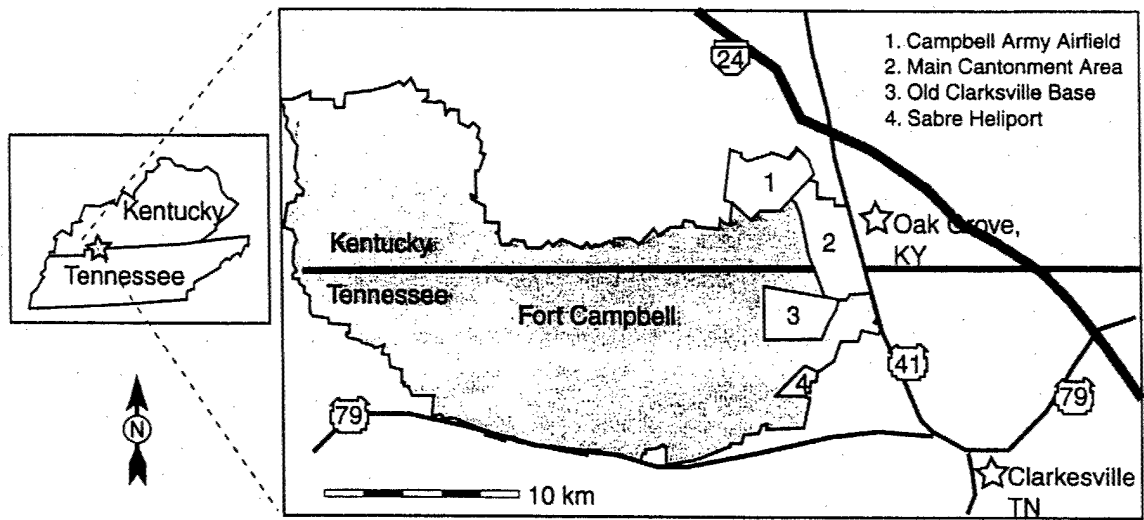 24
1. Campbell Army Airfield
2. Main Cantonment Area
3. Old Clarksville Base
4. Sabre Heliport
1
Kentucky
Oak Grove,
KY
Kentucky
2
Tennessee
Tennessee
Fort Campbell
3
41
4
79
79
N
Clarkesville
TN
10 km